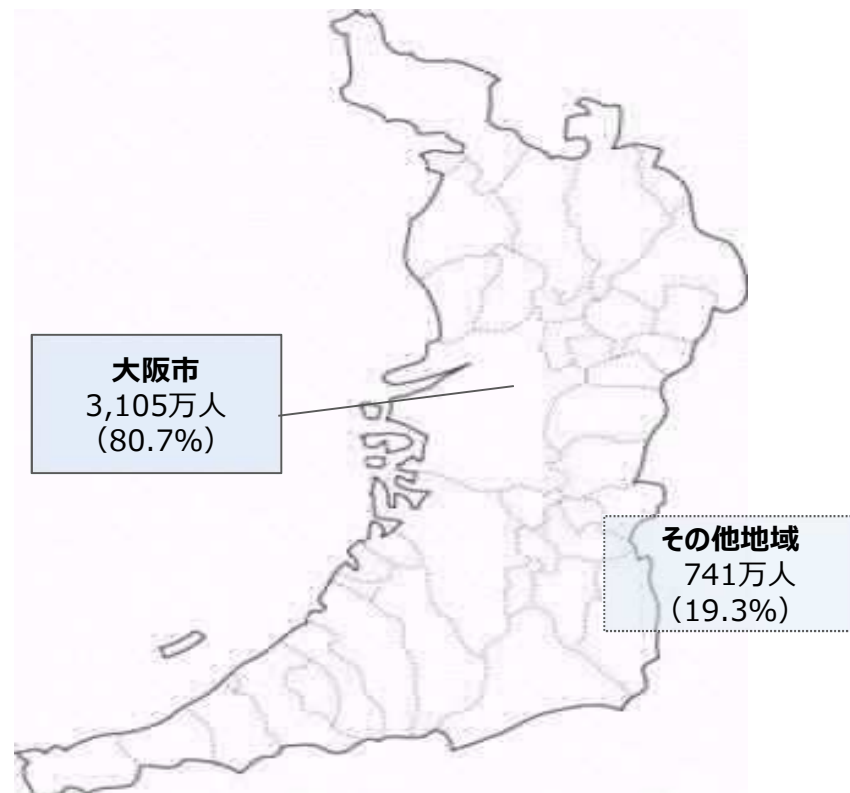 大阪市
3,105万人
（80.7%）
その他地域
741万人
（19.3%）